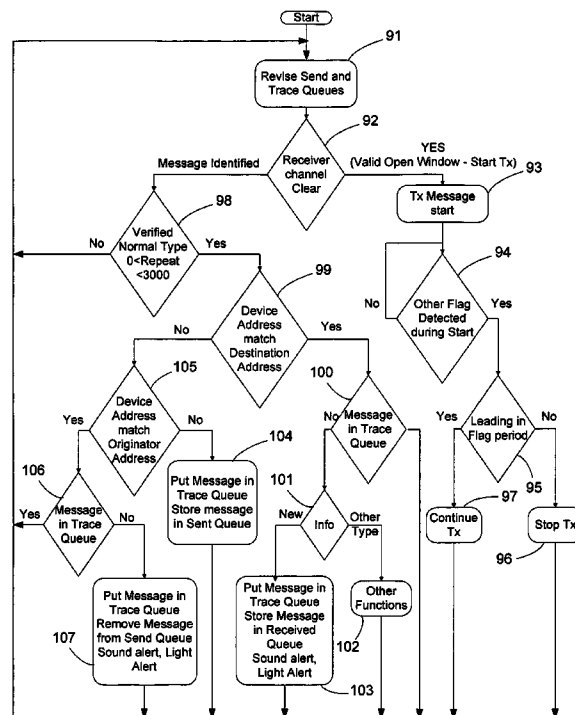 Start
91
Revise Send and
Trace Queues
92
Receiver
channel
Clear
Message Identified
YES
(Valid Open Window - Start Tx)
93
Tx Message
start
98
Verified
Normal Type
0<Repeat
<3000
No
Yes
94
Other Flag
Detected
during Start
No
Yes
99
Device
Address
match
Destination
Address
No
Yes
105
Device
Address
match
Originator
Address
Yes
No
100
Message
in Trace
Queue
No
Leading in
Flag period
Yes
No
95
104
Put Message in
Trace Queue
Store message
in Sent Queue
106
Message
in Trace
Queue
Yes
No
101
Info
New
Other
Type
97
Continue
Tx
Stop Tx
96
Put Message in
Trace Queue
Remove Message
from Send Queue
Sound alert, Light
Alert
107
Put Message in
Trace Queue
Store Message
in Received
Queue
Sound alert,
Light Alert
103
Other
Functions
102